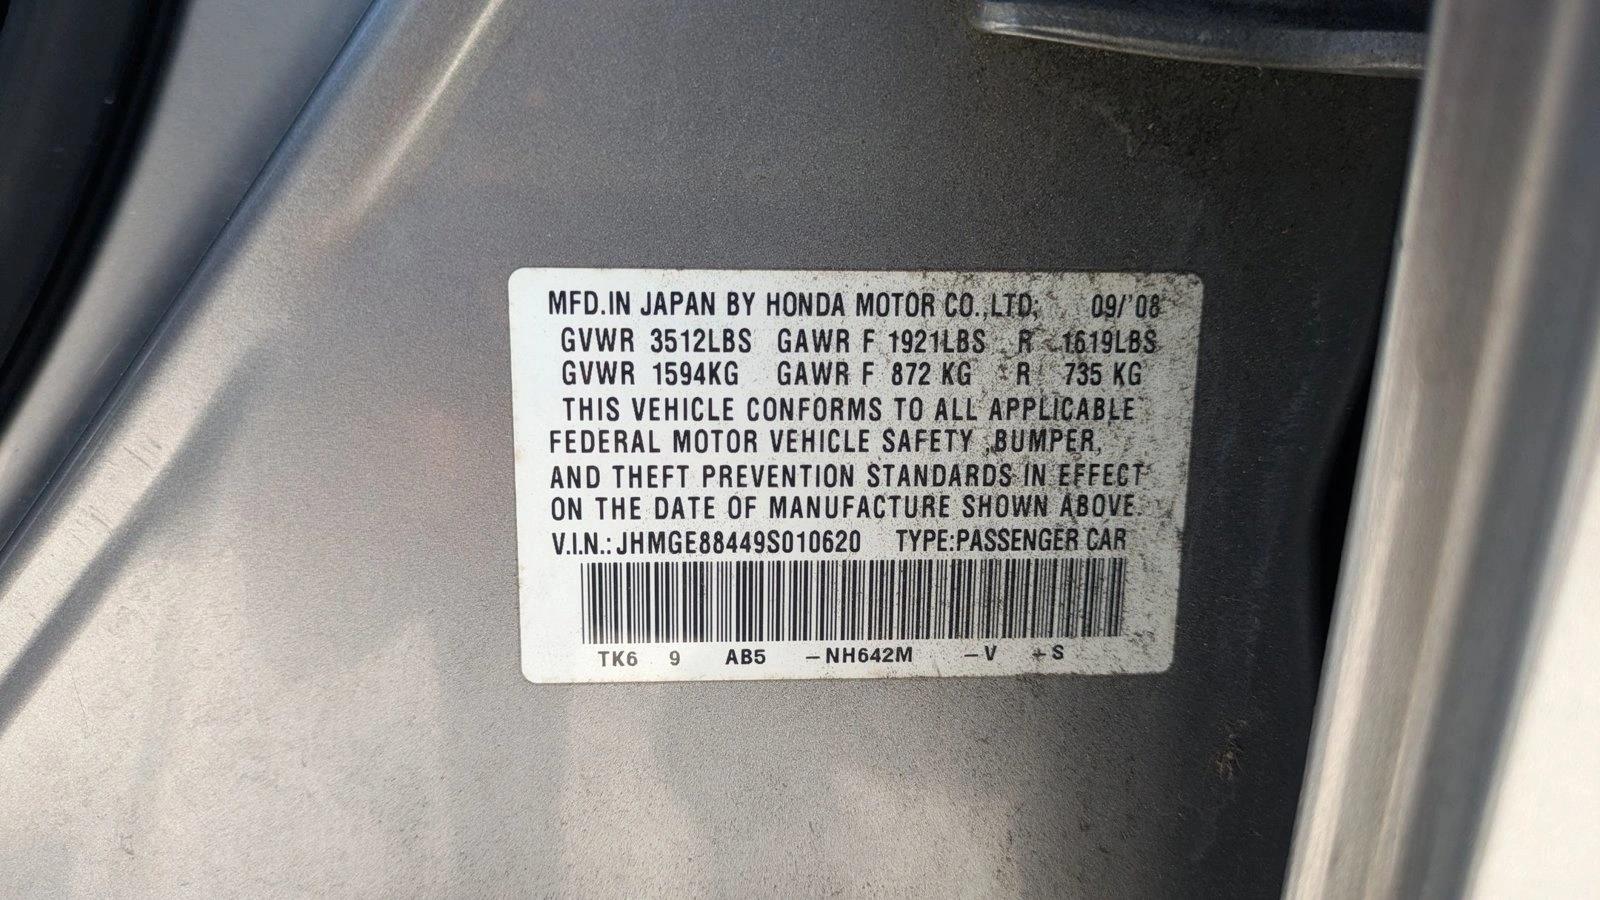 MFD.IN JAPAN BY HONDA MOTOR CO.,LTD; 09/'08
GVWR 3512LBS GAWR F 1921LBS R 1619LBS
GVWR 1594KG GAWR F 872 KG R 735 KG
THIS VEHICLE CONFORMS TO ALL APPLICABLE
FEDERAL MOTOR VEHICLE SAFETY ,BUMPER,
AND THEFT PREVENTION STANDARDS IN EFFECT
ON THE DATE OF MANUFACTURE SHOWN ABOVE.
V.I.N.: JHMGE88449S010620 TYPE:PASSENGER CAR
TK6 9 AB5 -NH642M -V -S